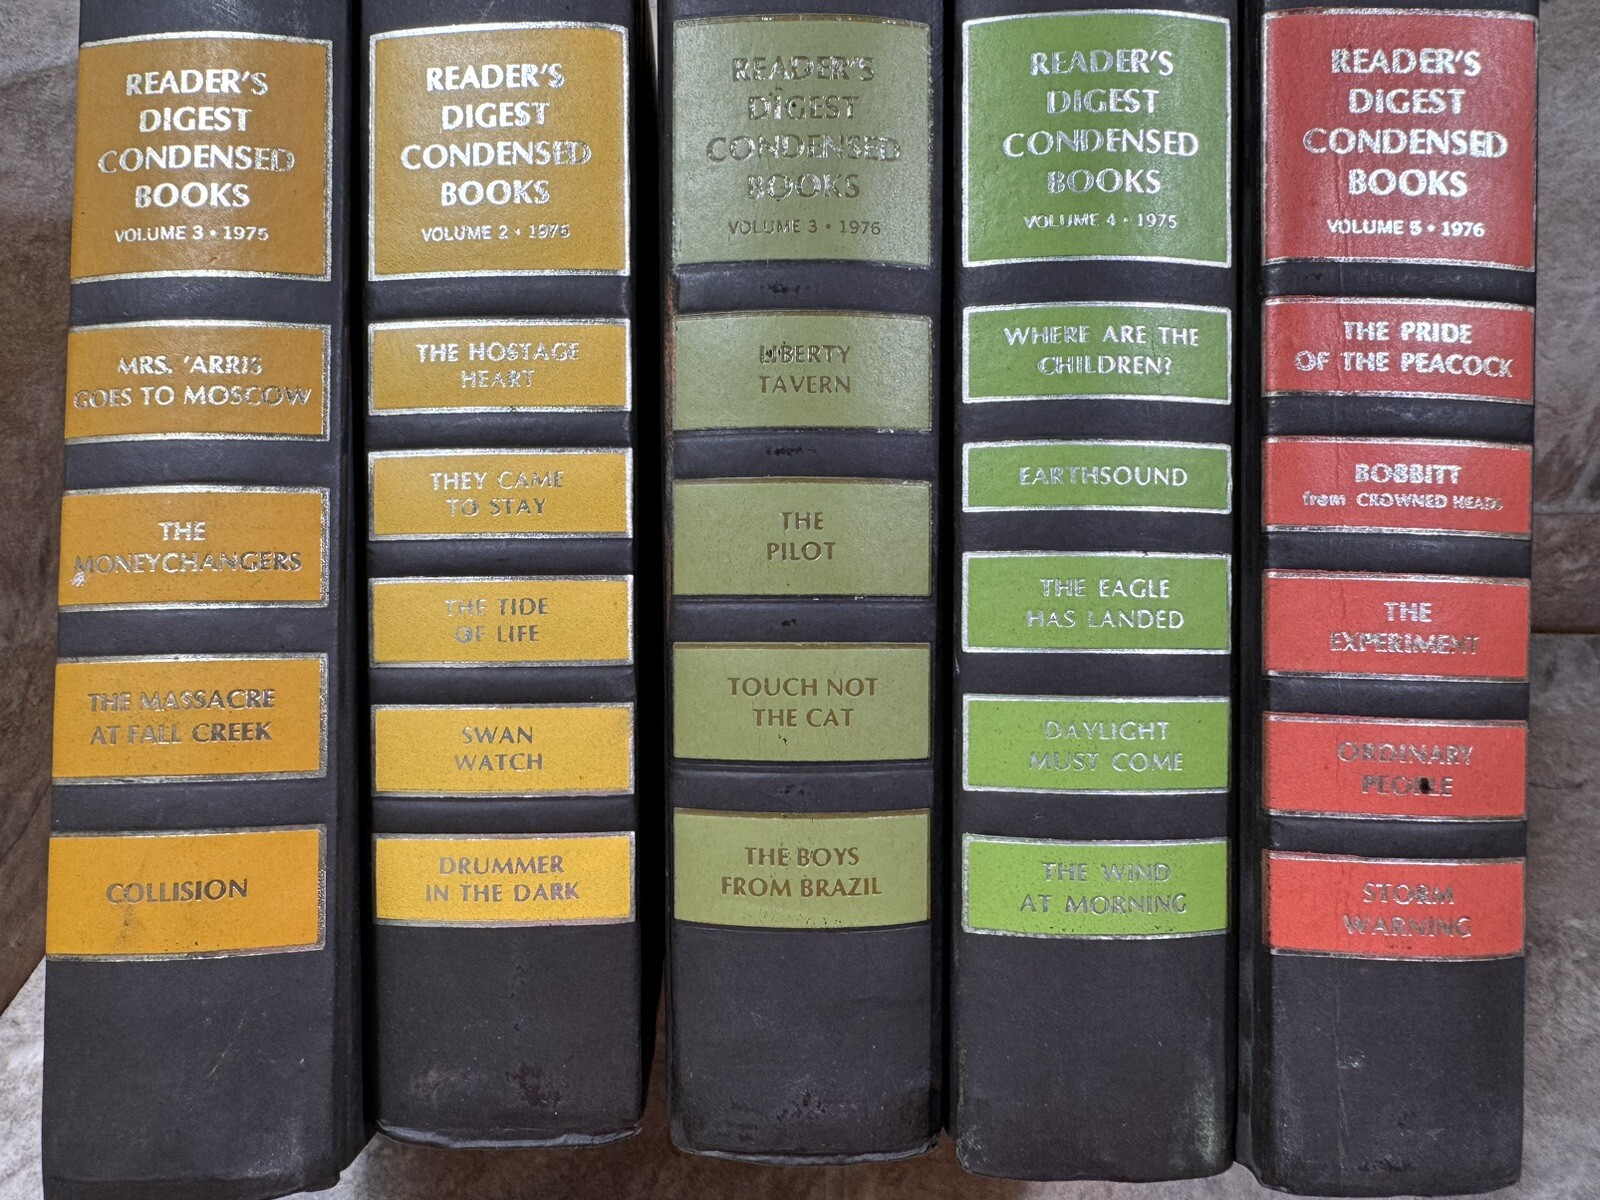 READER'S
DIGEST
CONDENSED
BOOKS
VOLUME 3 • 1975
MRS. 'ARRIS
GOES TO MOSCOW
THE
MONEYCHANGERS
THE MASSACRE
AT FALL CREEK
COLLISION
READER'S
DIGEST
CONDENSED
BOOKS
VOLUME 2 • 1976
THE HOSTAGE
HEART
THEY CAME
TO STAY
THE TIDE
OF LIFE
SWAN
WATCH
DRUMMER
IN THE DARK
READER'S
DIGEST
CONDENSED
BOOKS
VOLUME 3 • 1976
LIBERTY
TAVERN
THE
PILOT
TOUCH NOT
THE CAT
THE BOYS
FROM BRAZIL
READER'S
DIGEST
CONDENSED
BOOKS
VOLUME 4 • 1975
WHERE ARE THE
CHILDREN?
EARTHSOUND
THE EAGLE
HAS LANDED
DAYLIGHT
MUST COME
THE WIND
AT MORNING
READER'S
DIGEST
CONDENSED
BOOKS
VOLUME 5 • 1976
THE PRIDE
OF THE PEACOCK
BOBBITT
from CROWNED HEADS
THE
EXPERIMENT
ORDINARY
PEOPLE
STORM
WARNING